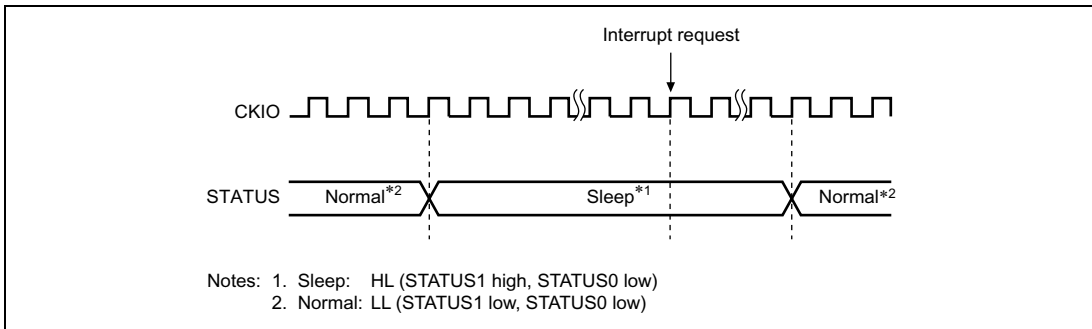 Interrupt request
CKIO
STATUS Normal*2 Sleep*1 Normal*2
Notes: 1. Sleep: HL (STATUS1 high, STATUS0 low)
2. Normal: LL (STATUS1 low, STATUS0 low)